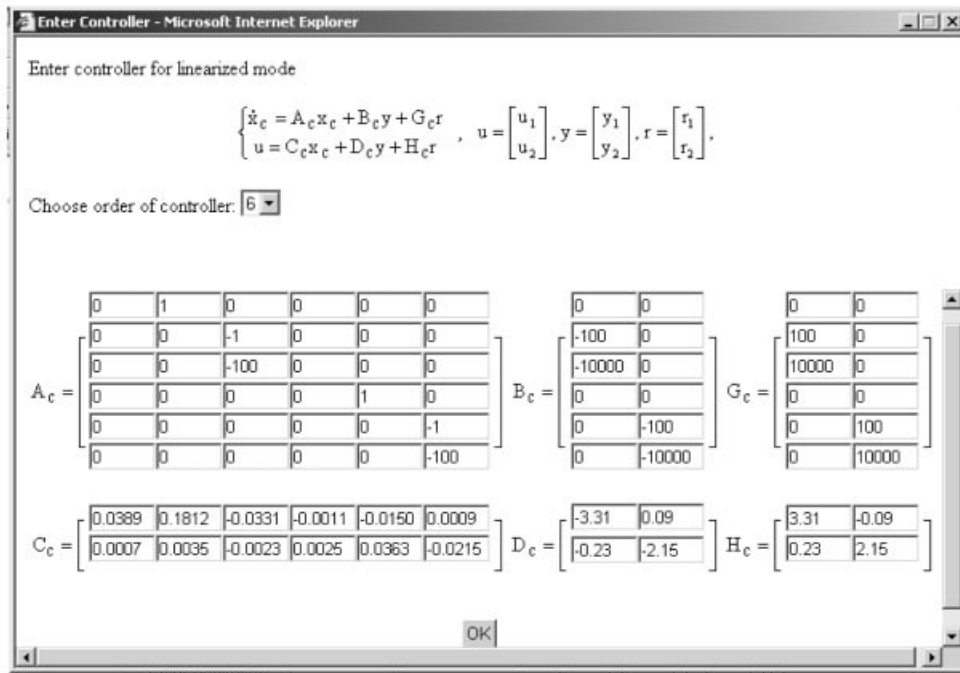 Enter Controller - Microsoft Internet Explorer
Enter controller for linearized mode
ẋc = Acxc + Bcy + Gcr
u = Ccxc + Dcy + Hcr
, u = [u1 u2], y = [y1 y2], r = [r1 r2],
Choose order of controller: 6
Ac =
0 1 0 0 0 0
0 0 -1 0 0 0
0 0 -100 0 0 0
0 0 0 0 1 0
0 0 0 0 0 -1
0 0 0 0 0 -100
Bc =
0 0
-100 0
-10000 0
0 0
0 -100
0 -10000
Gc =
0 0
100 0
10000 0
0 0
0 100
0 10000
Cc =
0.0389 0.1812 -0.0331 -0.0011 -0.0150 0.0009
0.0007 0.0035 -0.0023 0.0025 0.0363 -0.0215
Dc =
-3.31 0.09
-0.23 -2.15
Hc =
3.31 -0.09
0.23 2.15
OK